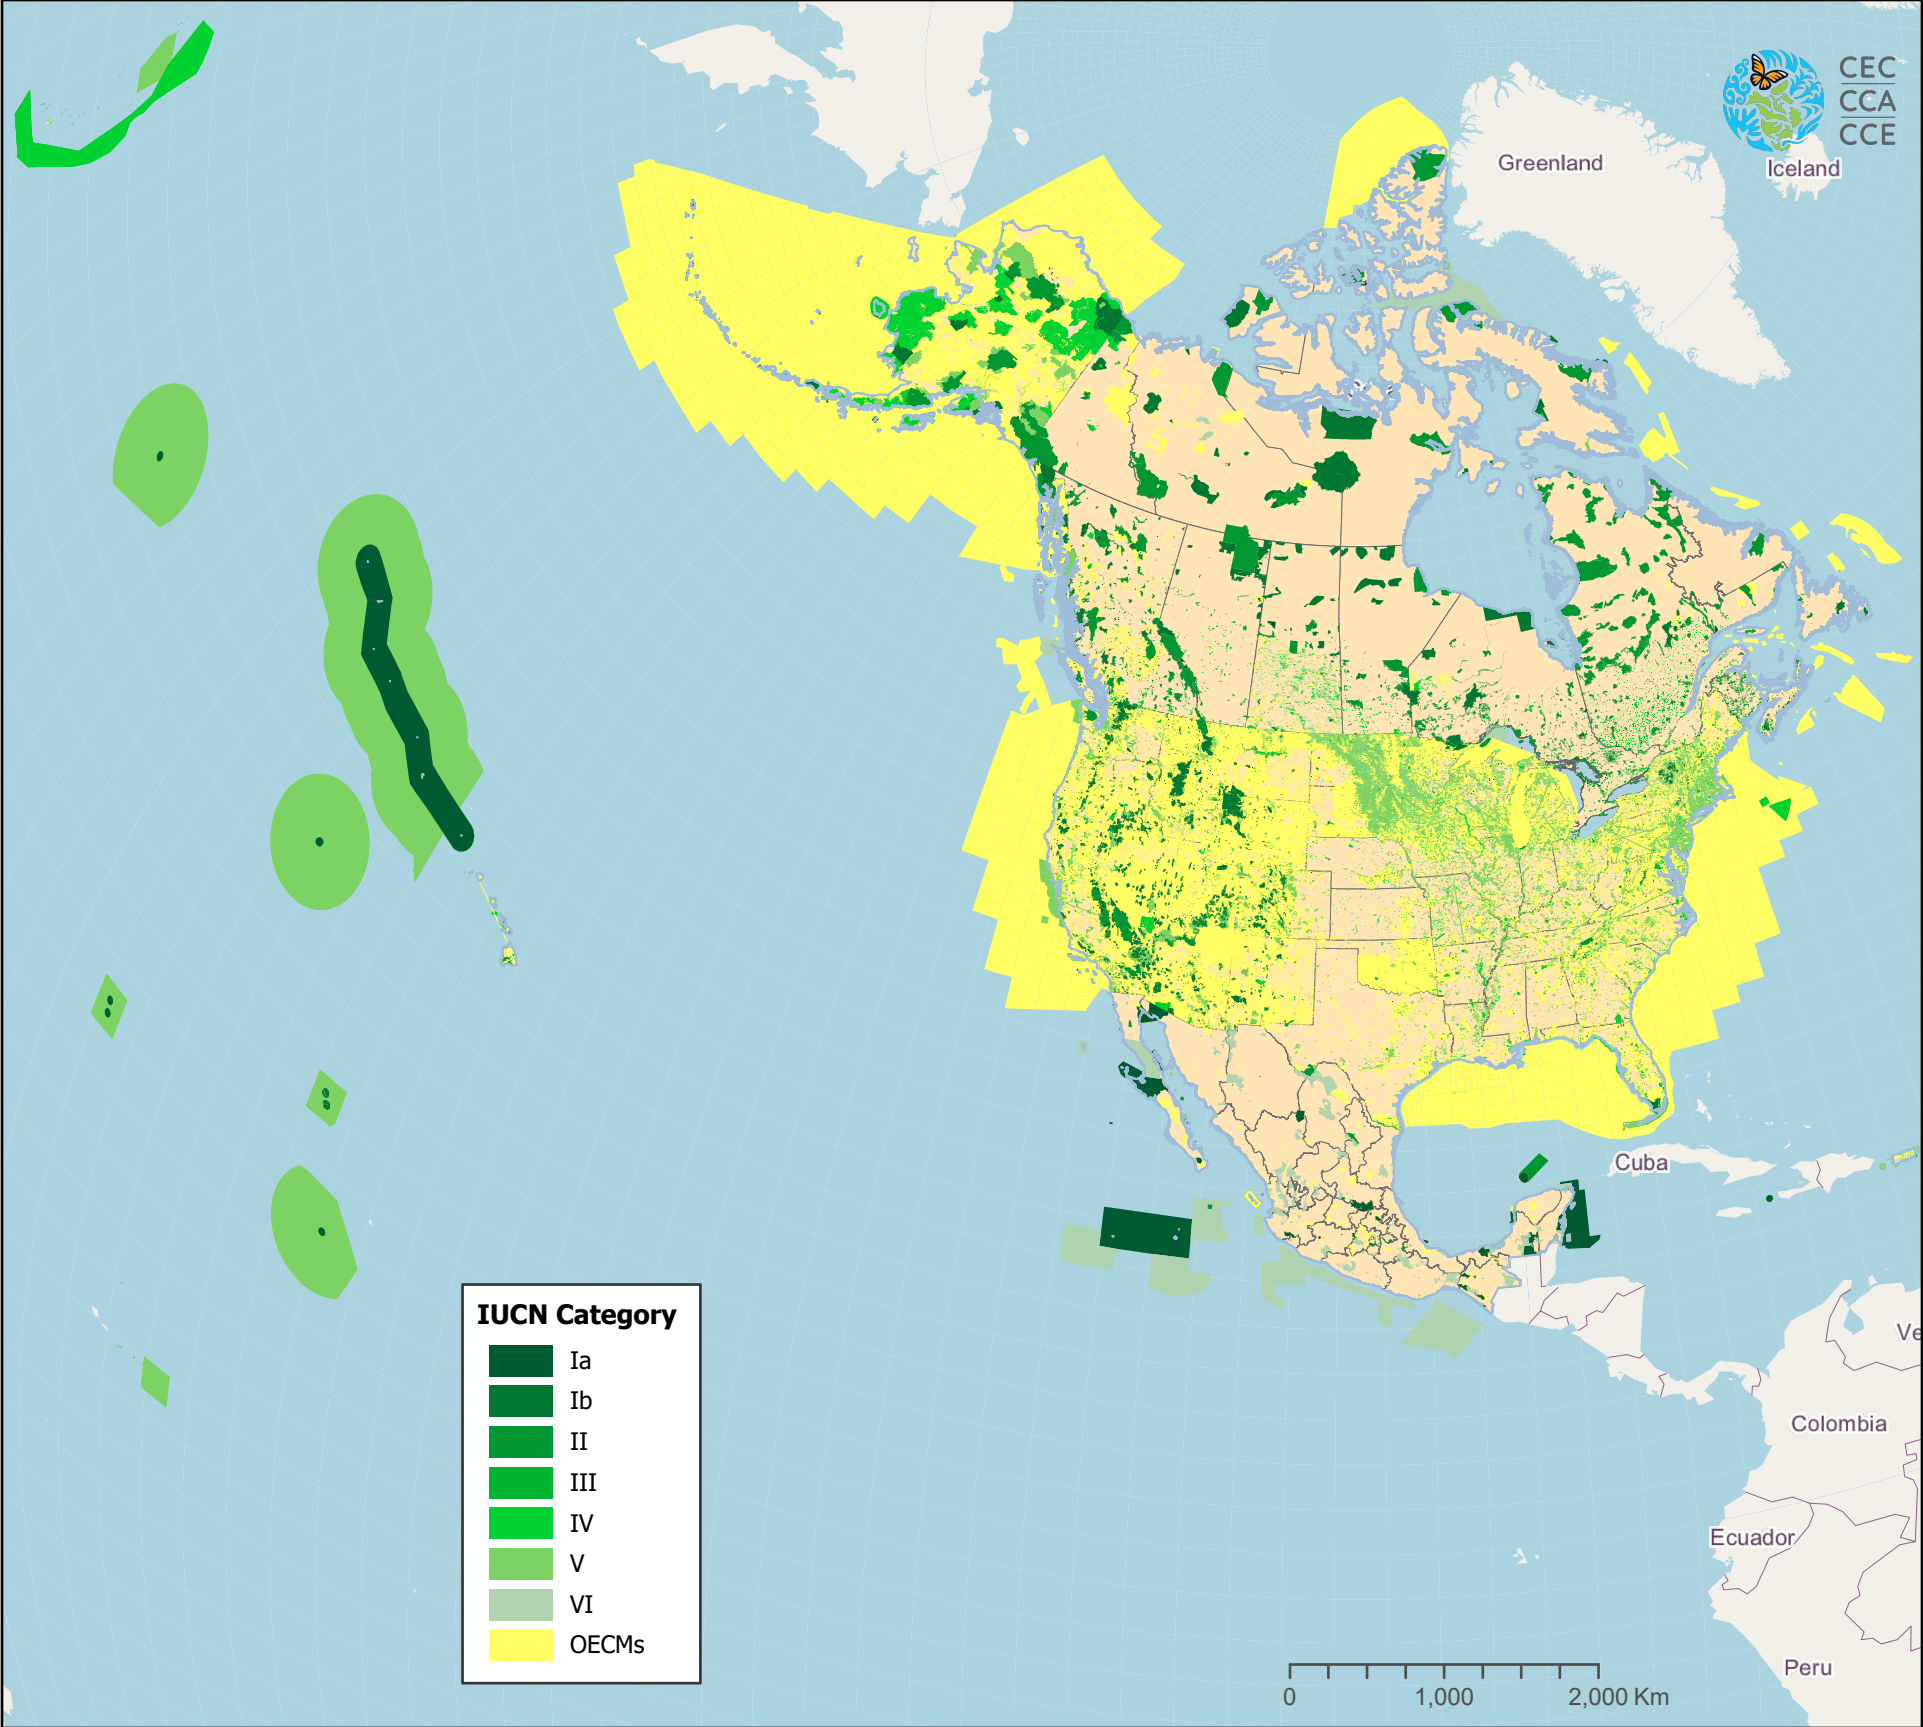 CEC
CCA
CCE
Greenland
Iceland
Cuba
Ve
Colombia
Ecuador
Peru
IUCN Category
Ia
Ib
II
III
IV
V
VI
OECMs
0 1,000 2,000 Km